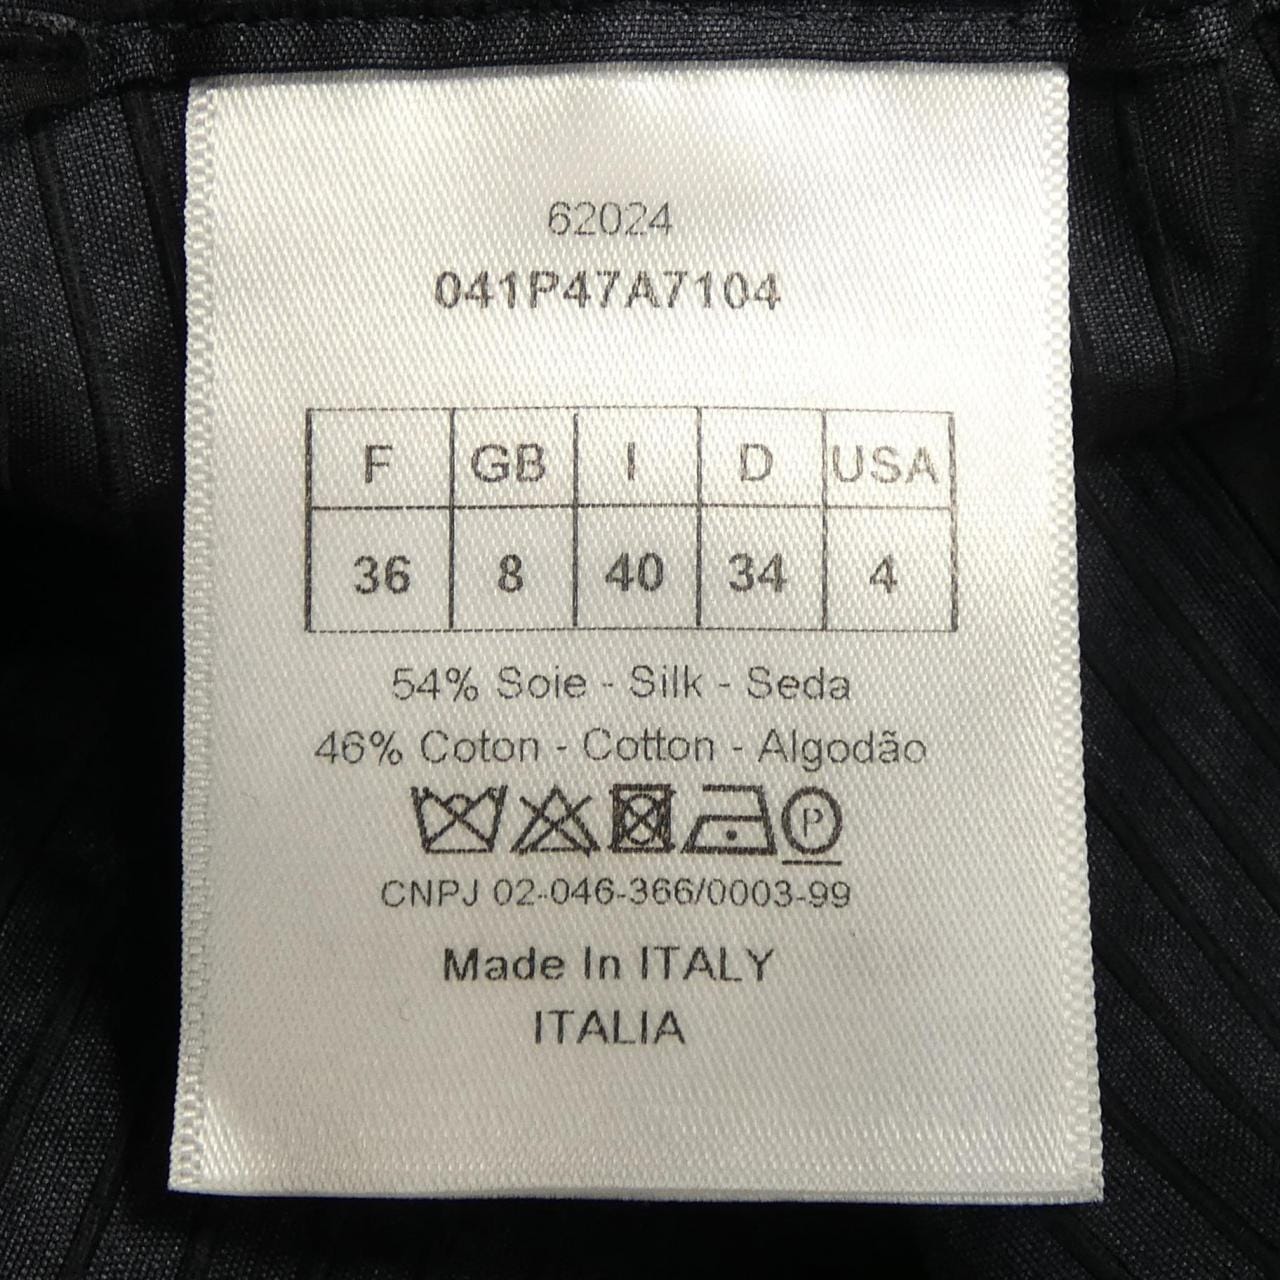 62024
041P47A7104
F GB I D USA
36 8 40 34 4
54% Soie - Silk - Seda
46% Coton - Cotton - Algodão
P
CNPJ 02-046-366/0003-99
Made In ITALY
ITALIA